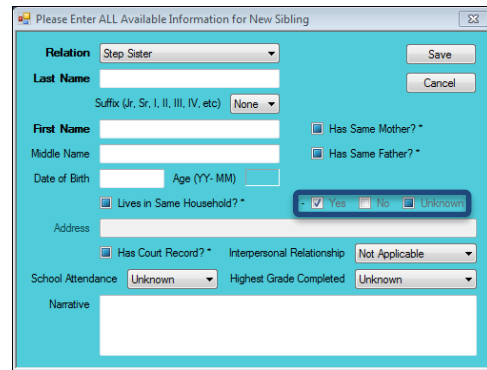 Please Enter ALL Available Information for New Sibling
Relation Step Sister Save
Last Name Cancel
Suffix (Jr, Sr, I, II, III, IV, etc) None
First Name Has Same Mother? *
Middle Name Has Same Father? *
Date of Birth Age (YY- MM)
Lives in Same Household? * - Yes No Unknown
Address
Has Court Record? * Interpersonal Relationship Not Applicable
School Attendance Unknown Highest Grade Completed Unknown
Narrative